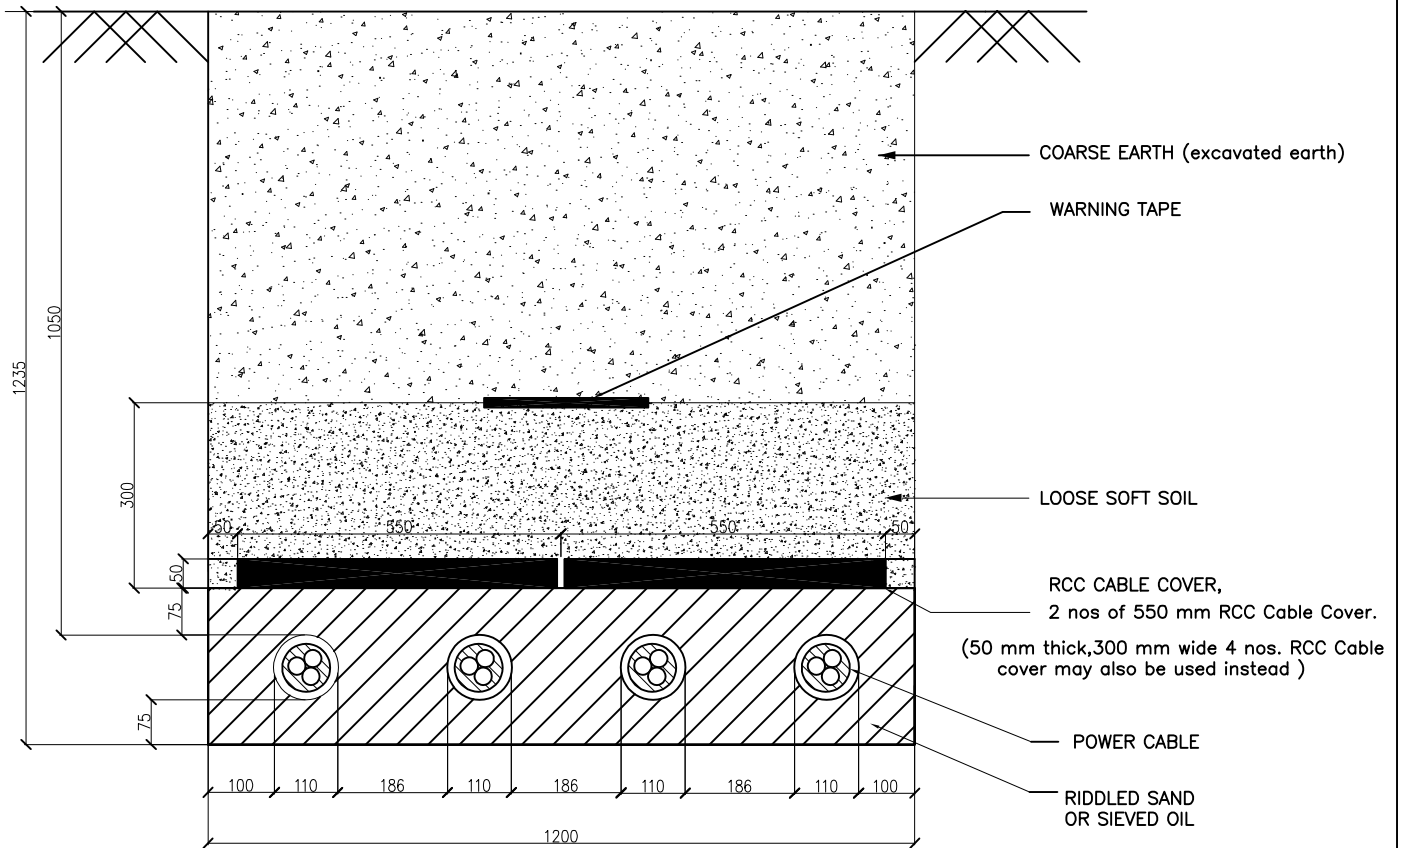 COARSE EARTH (excavated earth)
WARNING TAPE
1050
1235
300
LOOSE SOFT SOIL
50 550 550 50
50
75
RCC CABLE COVER,
2 nos of 550 mm RCC Cable Cover.
(50 mm thick,300 mm wide 4 nos. RCC Cable
cover may also be used instead )
75
POWER CABLE
100 110 186 110 186 110 186 110 100
RIDDLED SAND
OR SIEVED OIL
1200